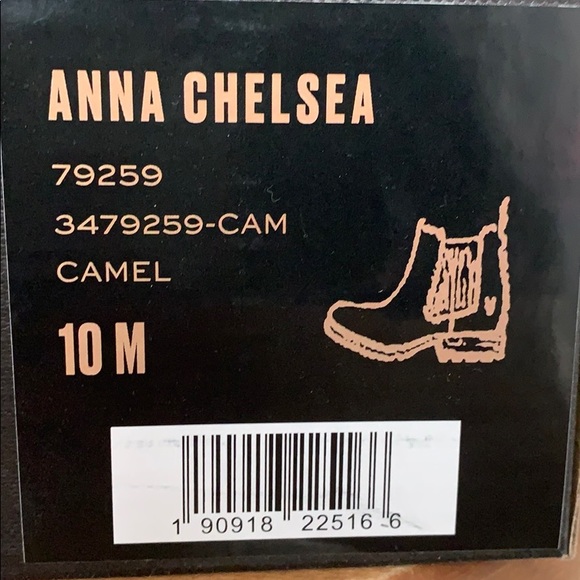 ANNA CHELSEA
79259
3479259-CAM
CAMEL
10 M
1 90918 22516 6